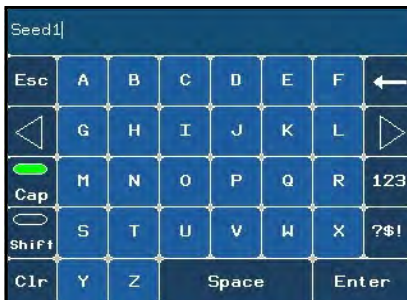 Seed1
Esc A B C D E F
G H I J K L
Cap M N O P Q R 123
Shift S T U V W X ?$!
Clr Y Z Space Enter